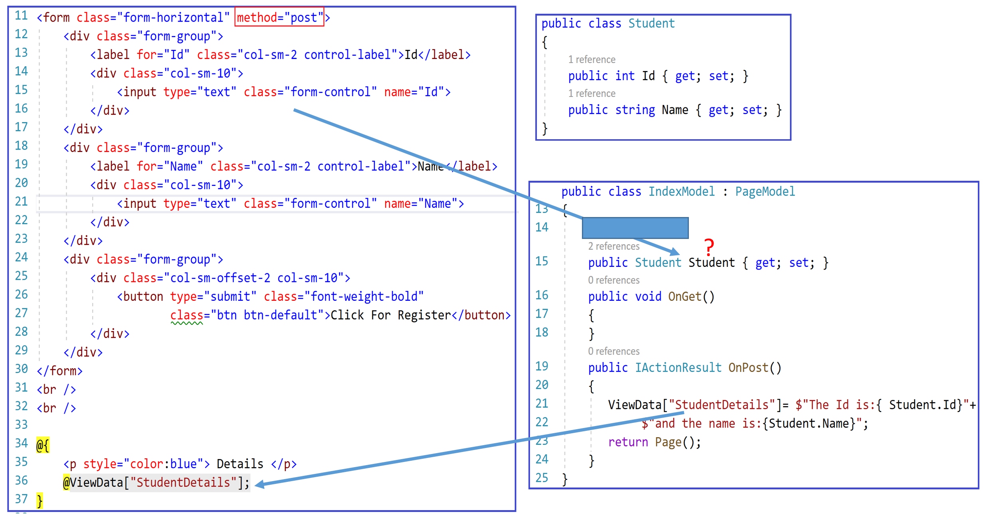 11 <form class="form-horizontal" method="post">
12 <div class="form-group">
13 <label for="Id" class="col-sm-2 control-label">Id</label>
14 <div class="col-sm-10">
15 <input type="text" class="form-control" name="Id">
16 </div>
17 </div>
18 <div class="form-group">
19 <label for="Name" class="col-sm-2 control-label">Name</label>
20 <div class="col-sm-10">
21 <input type="text" class="form-control" name="Name">
22 </div>
23 </div>
24 <div class="form-group">
25 <div class="col-sm-offset-2 col-sm-10">
26 <button type="submit" class="font-weight-bold"
27 class="btn btn-default">Click For Register</button>
28 </div>
29 </div>
30 </form>
31 <br />
32 <br />
33
34 @{
35 <p style="color:blue"> Details </p>
36 @ViewData["StudentDetails"];
37 }
public class Student
{
1 reference
public int Id { get; set; }
1 reference
public string Name { get; set; }
}
public class IndexModel : PageModel
13 {
14
2 references
?
15 public Student Student { get; set; }
0 references
16 public void OnGet()
17 {
18 }
0 references
19 public IActionResult OnPost()
20 {
21 ViewData["StudentDetails"]= $"The Id is:{ Student.Id}"+
22 $"and the name is:{Student.Name}";
23 return Page();
24 }
25 }